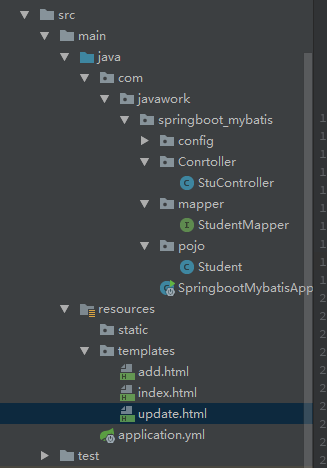 src
main
java
com
javawork
springboot_mybatis
config
Conrtoller
StuController
mapper
StudentMapper
pojo
Student
SpringbootMybatisApp
resources
static
templates
add.html
index.html
update.html
application.yml
test